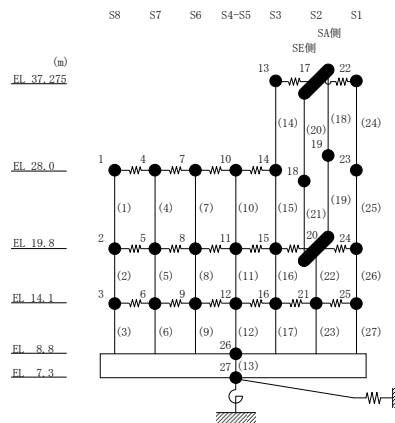 S8 S7 S6 S4-S5 S3 S2 S1
SA側
SE側
(m)
13 17 22
EL 37.275
(14) (20) (18) (24)
19
1 4 7 10 14 18 23
EL 28.0
(1) (4) (7) (10) (15) (21) (19) (25)
2 5 8 11 15 20 24
EL 19.8
(2) (5) (8) (11) (16) (22) (26)
3 6 9 12 16 21 25
EL 14.1
(3) (6) (9) (12) (17) (23) (27)
26
EL 8.8
(13)
27
EL 7.3